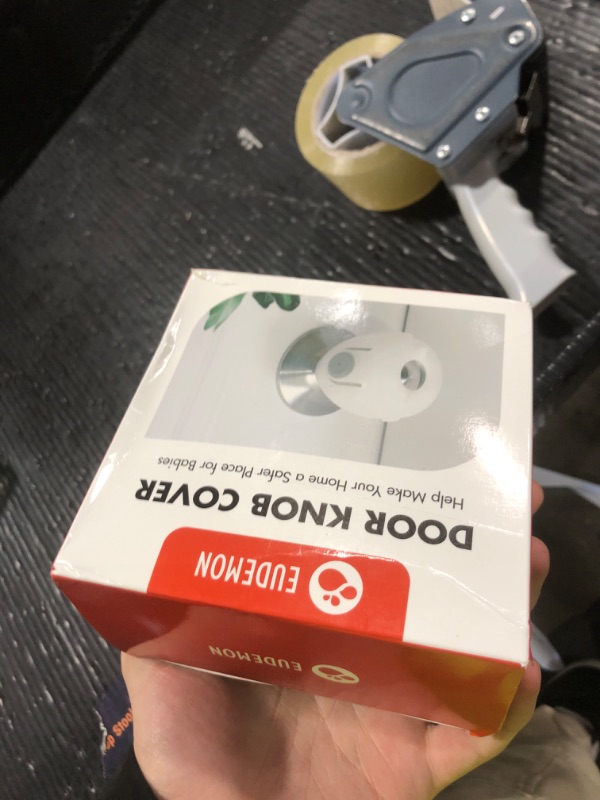 EUDEMON
DOOR KNOB COVER
Help Make Your Home a Safer Place for Babies
EUDEMON